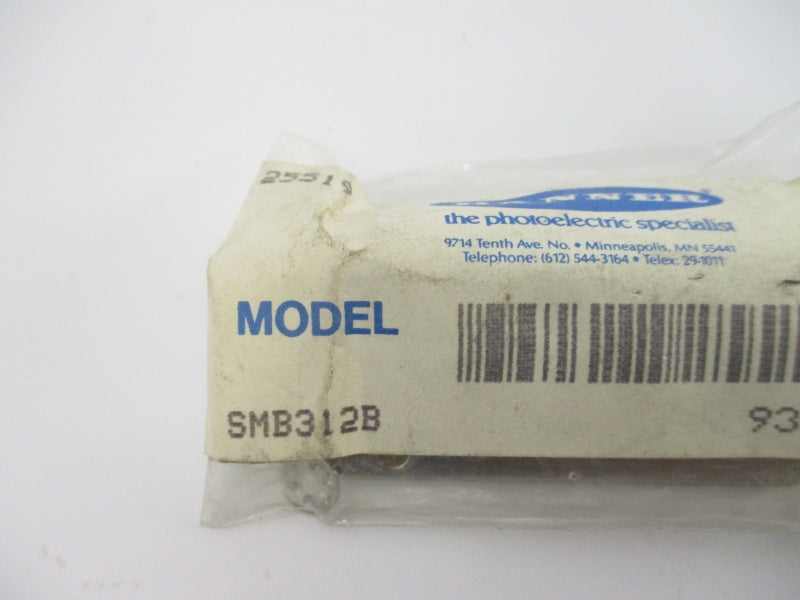 25519
the photoelectric specialist
9714 Tenth Ave. No. • Minneapolis, MN 55441
Telephone: (612) 544-3164 • Telex: 29-1011
MODEL
SMB312B 93